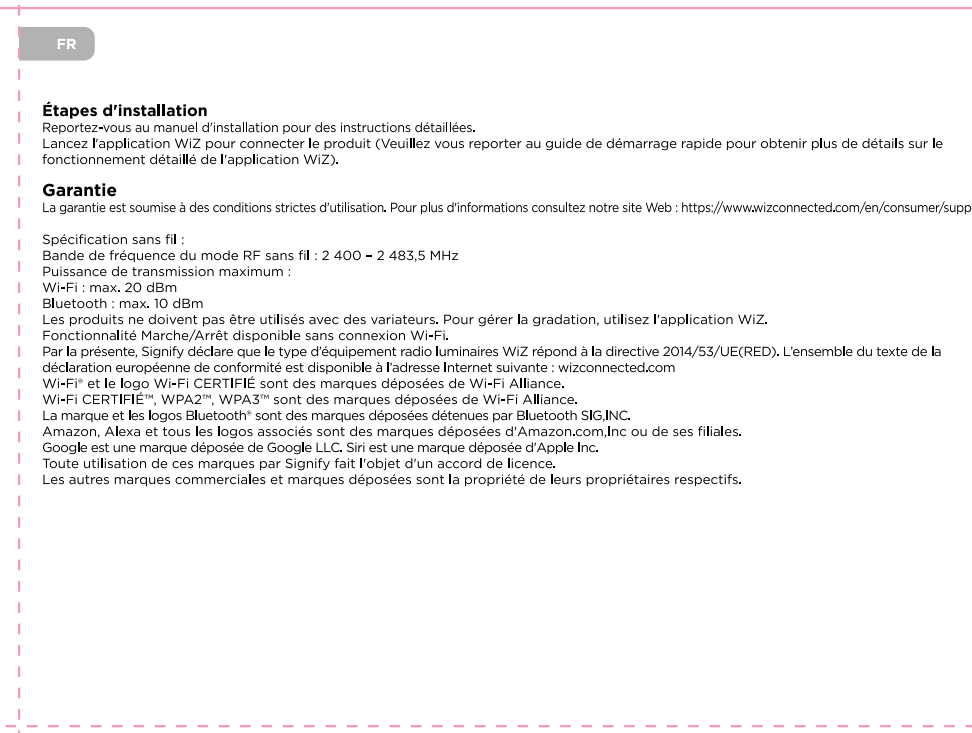 FR
Étapes d'installation
Reportez-vous au manuel d'installation pour des instructions détaillées.
Lancez l'application WiZ pour connecter le produit (Veuillez vous reporter au guide de démarrage rapide pour obtenir plus de détails sur le
fonctionnement détaillé de l'application WiZ).
Garantie
La garantie est soumise à des conditions strictes d'utilisation. Pour plus d'informations consultez notre site Web : https://www.wizconnected.com/en/consumer/supp
Spécification sans fil :
Bande de fréquence du mode RF sans fil : 2 400 – 2 483,5 MHz
Puissance de transmission maximum :
Wi-Fi : max. 20 dBm
Bluetooth : max. 10 dBm
Les produits ne doivent pas être utilisés avec des variateurs. Pour gérer la gradation, utilisez l'application WiZ.
Fonctionnalité Marche/Arrêt disponible sans connexion Wi-Fi.
Par la présente, Signify déclare que le type d’équipement radio luminaires WiZ répond à la directive 2014/53/UE(RED). L’ensemble du texte de la
déclaration européenne de conformité est disponible à l’adresse Internet suivante : wizconnected.com
Wi-Fi® et le logo Wi-Fi CERTIFIÉ sont des marques déposées de Wi-Fi Alliance.
Wi-Fi CERTIFIÉ™, WPA2™, WPA3™ sont des marques déposées de Wi-Fi Alliance.
La marque et les logos Bluetooth® sont des marques déposées détenues par Bluetooth SIG,INC.
Amazon, Alexa et tous les logos associés sont des marques déposées d'Amazon.com,Inc ou de ses filiales.
Google est une marque déposée de Google LLC. Siri est une marque déposée d'Apple Inc.
Toute utilisation de ces marques par Signify fait l'objet d'un accord de licence.
Les autres marques commerciales et marques déposées sont la propriété de leurs propriétaires respectifs.